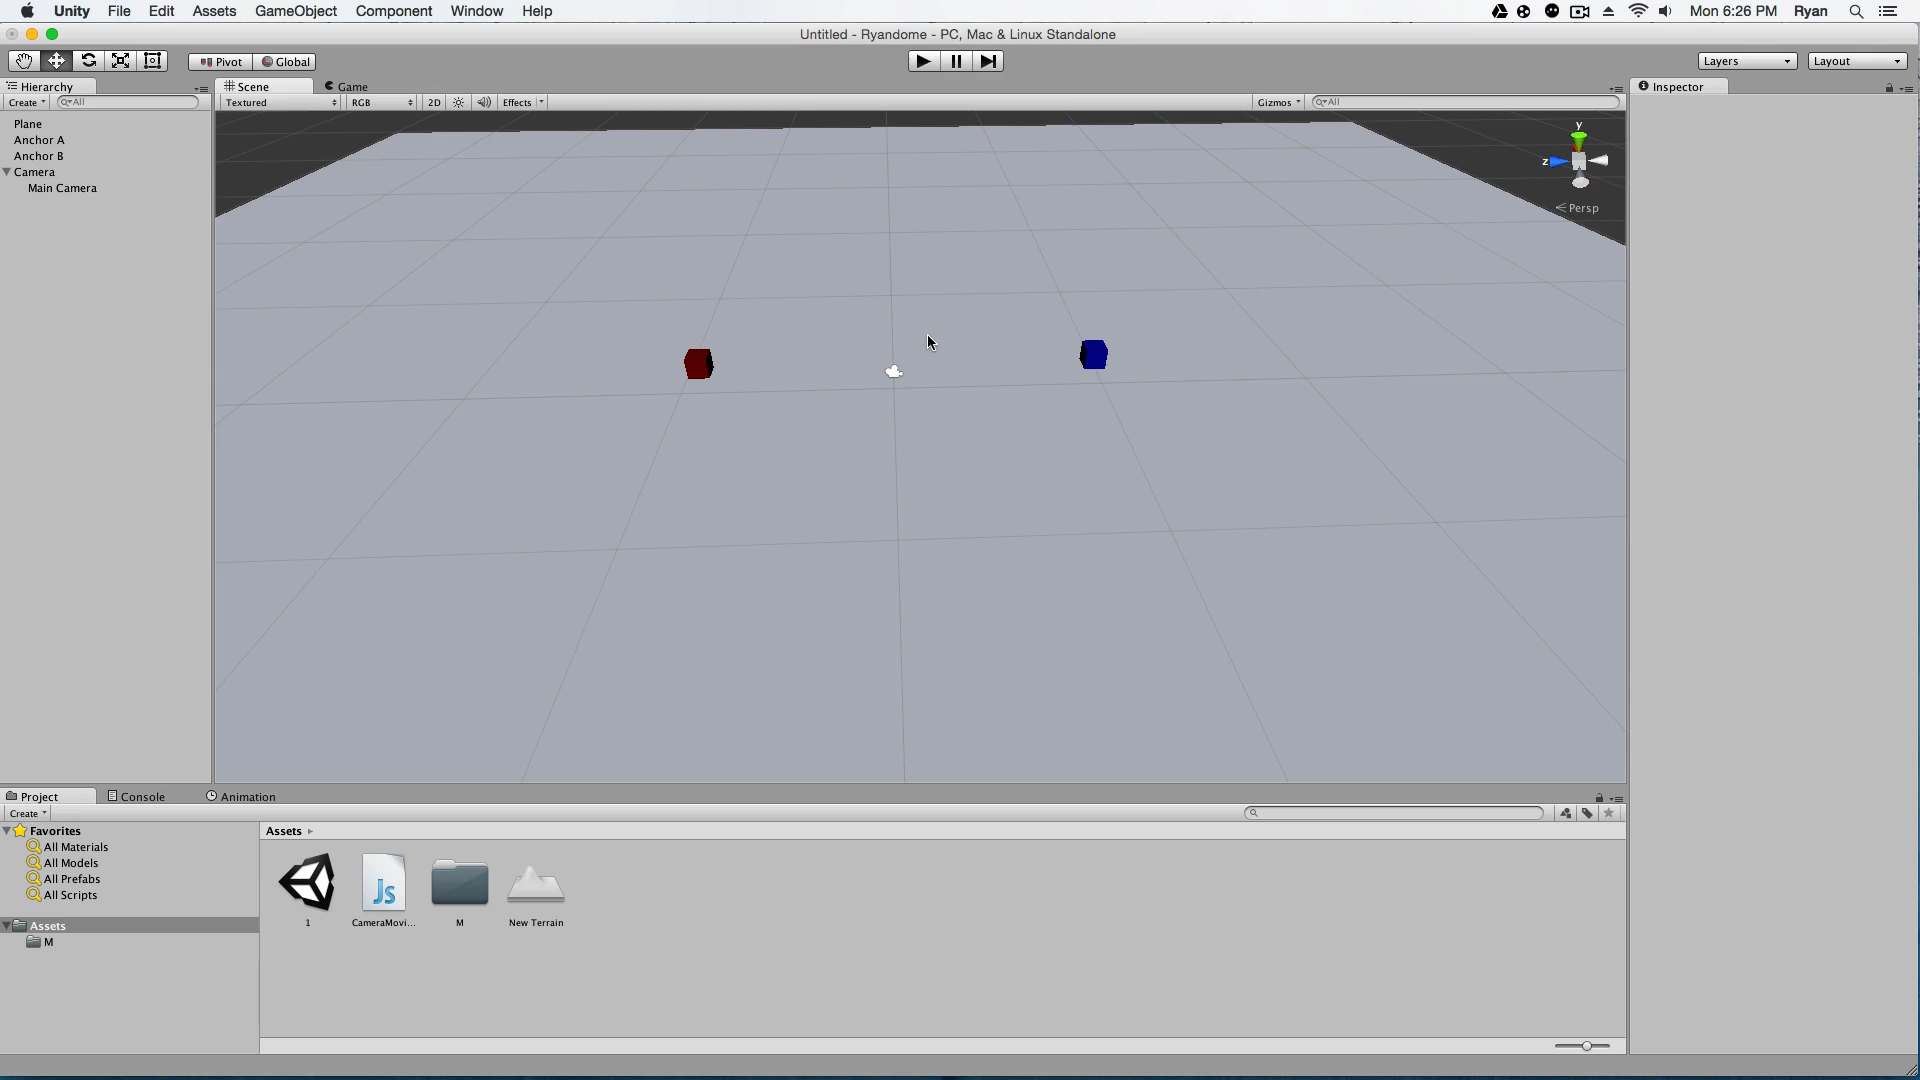 Unity File Edit Assets GameObject Component Window Help Mon 6:26 PM Ryan
Untitled - Ryandome - PC, Mac & Linux Standalone
Pivot Global Layers Layout
Hierarchy Scene Game Inspector
Create All Textured RGB 2D Effects Gizmos All
Plane
Anchor A
Anchor B
Camera
Main Camera
y
z
Persp
Project Console Animation
Create
Favorites
All Materials
All Models
All Prefabs
All Scripts
Assets
M
Assets
Js
1 CameraMovi... M New Terrain